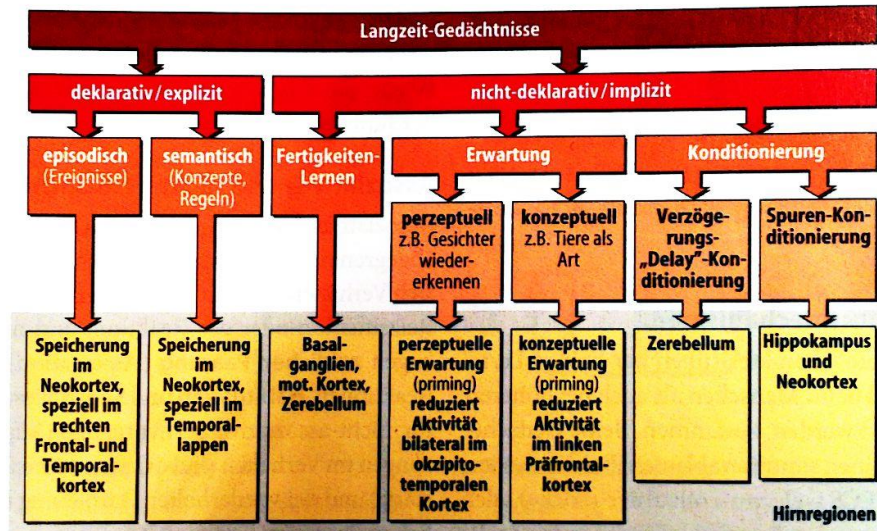 Langzeit-Gedächtnisse
deklarativ/explizit
nicht-deklarativ/implizit
episodisch
(Ereignisse)
semantisch
(Konzepte,
Regeln)
Fertigkeiten-
Lernen
Erwartung
Konditionierung
perzeptuell
z.B. Gesichter
wieder-
erkennen
konzeptuell
z.B. Tiere als
Art
Verzöge-
rungs-
„Delay”-Kon-
ditionierung
Spuren-Kon-
ditionierung
Speicherung
im
Neokortex,
speziell im
rechten
Frontal- und
Temporal-
kortex
Speicherung
im
Neokortex,
speziell im
Temporal-
lappen
Basal-
ganglien,
mot. Kortex,
Zerebellum
perzeptuelle
Erwartung
(priming)
reduziert
Aktivität
bilateral im
okzipito-
temporalen
Kortex
konzeptuelle
Erwartung
(priming)
reduziert
Aktivität
im linken
Präfrontal-
kortex
Zerebellum
Hippokampus
und
Neokortex
Hirnregionen